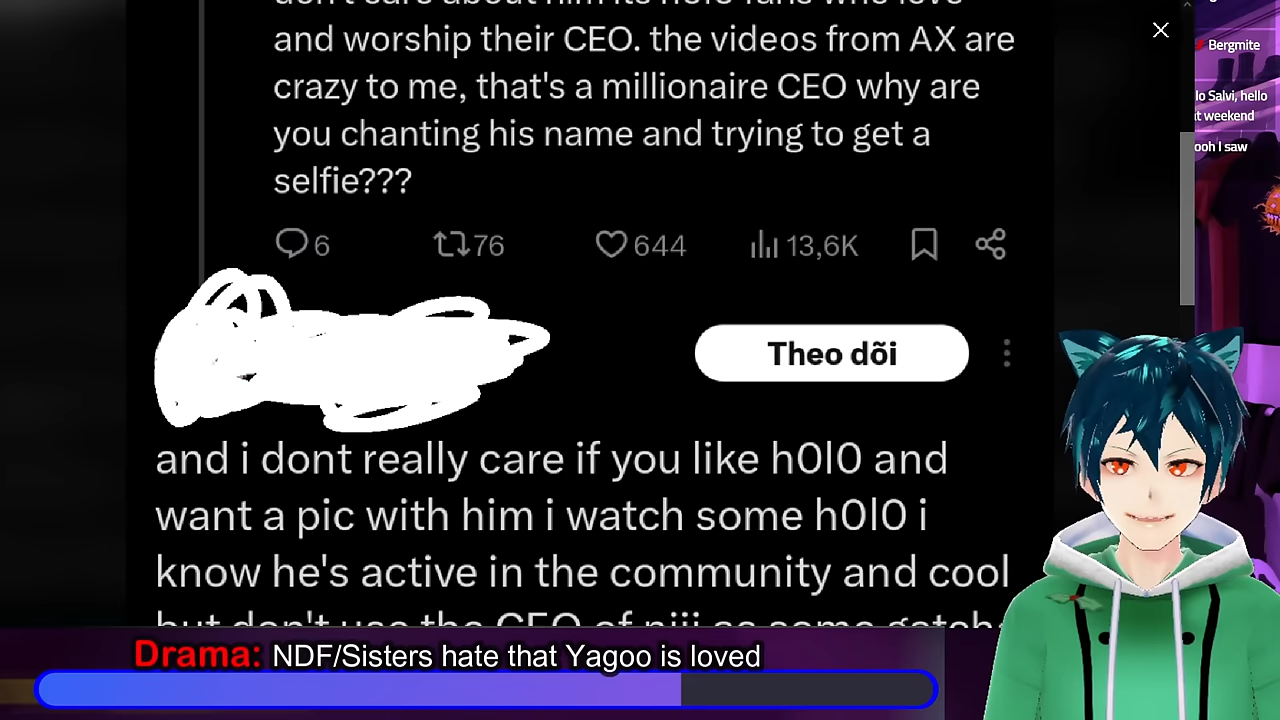 and worship their CEO. the videos from AX are
crazy to me, that's a millionaire CEO why are
you chanting his name and trying to get a
selfie???
6 76 644 13,6K
Theo dõi
and i dont really care if you like h0l0 and
want a pic with him i watch some h0l0 i
know he's active in the community and cool
Drama: NDF/Sisters hate that Yagoo is loved
Bergmite
lo Salvi, hello
weekend
ooh I saw